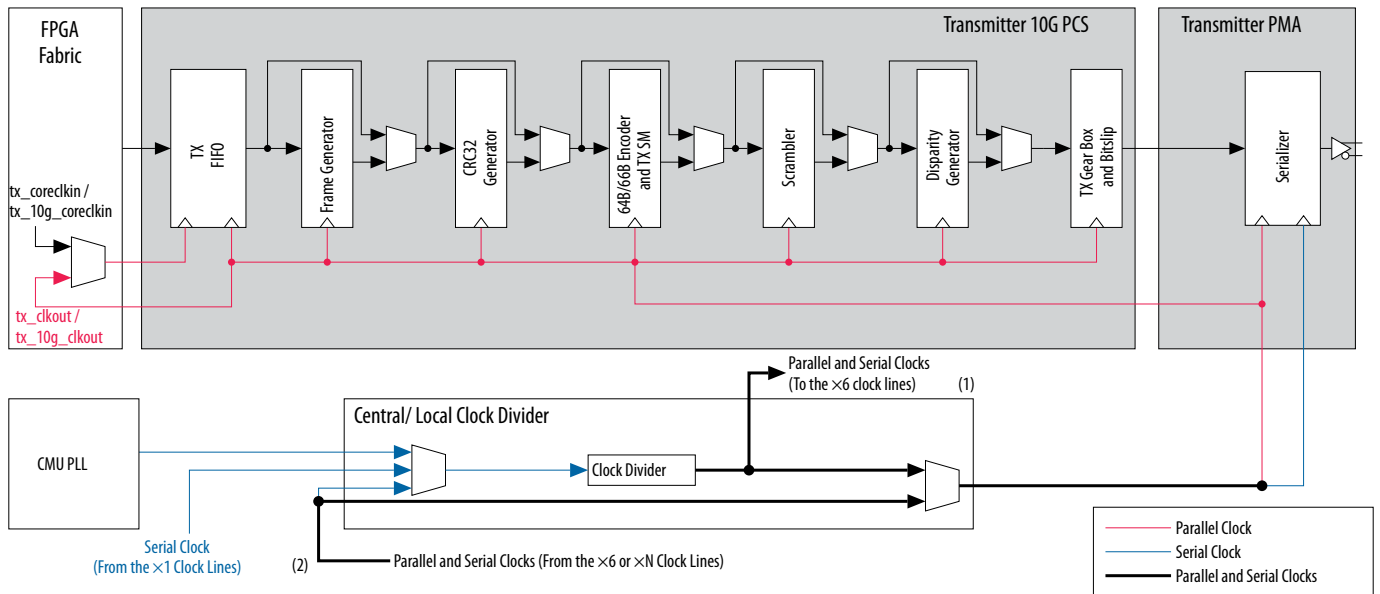 FPGA
Fabric
Transmitter 10G PCS
Transmitter PMA
TX
FIFO
Frame Generator
CRC32
Generator
64B/66B Encoder
and TX SM
Scrambler
Disparity
Generator
TX Gear Box
and Bitslip
Serializer
tx_coreclkin /
tx_10g_coreclkin
tx_clkout /
tx_10g_clkout
Parallel and Serial Clocks
(To the ×6 clock lines)
(1)
CMU PLL
Central/ Local Clock Divider
Clock Divider
Serial Clock
(From the ×1 Clock Lines)
(2)
Parallel and Serial Clocks (From the ×6 or ×N Clock Lines)
Parallel Clock
Serial Clock
Parallel and Serial Clocks